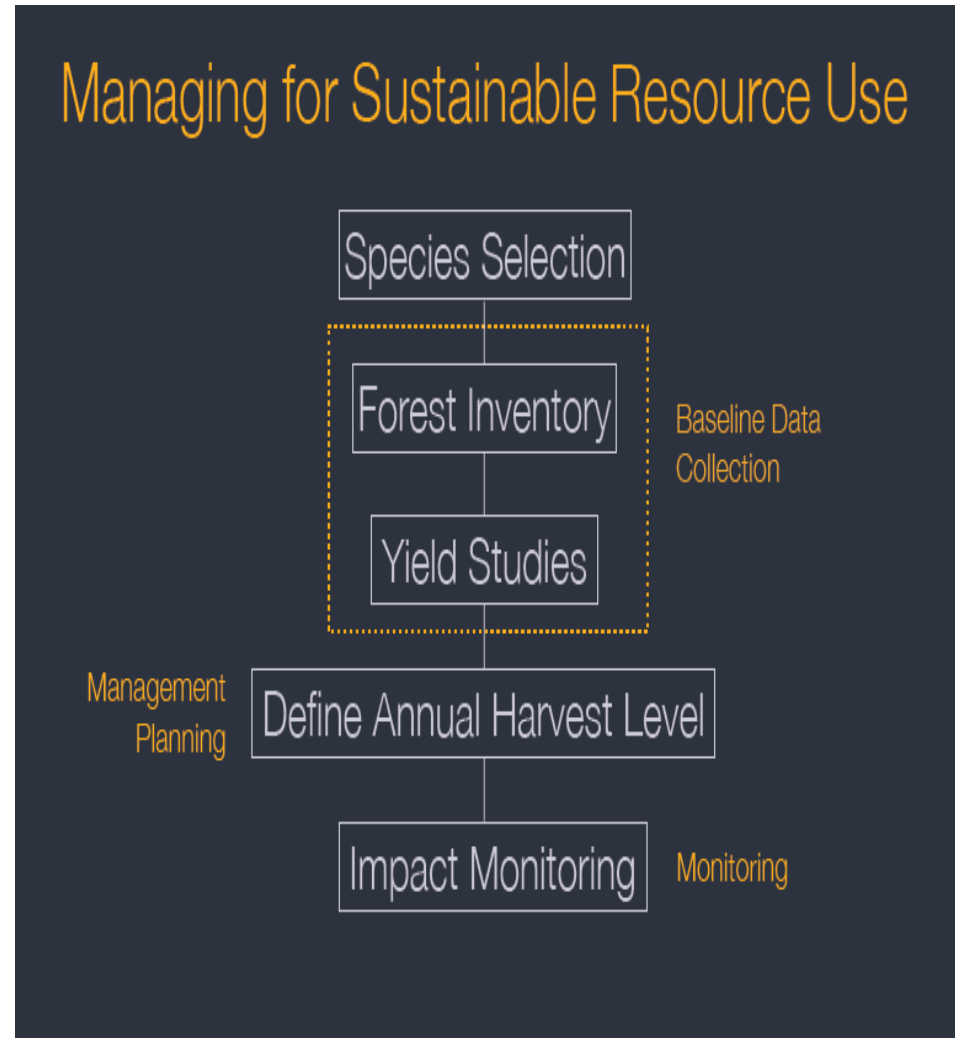 Managing for Sustainable Resource Use
Species Selection
Forest Inventory
Baseline Data
Collection
Yield Studies
Management
Planning
Define Annual Harvest Level
Impact Monitoring
Monitoring